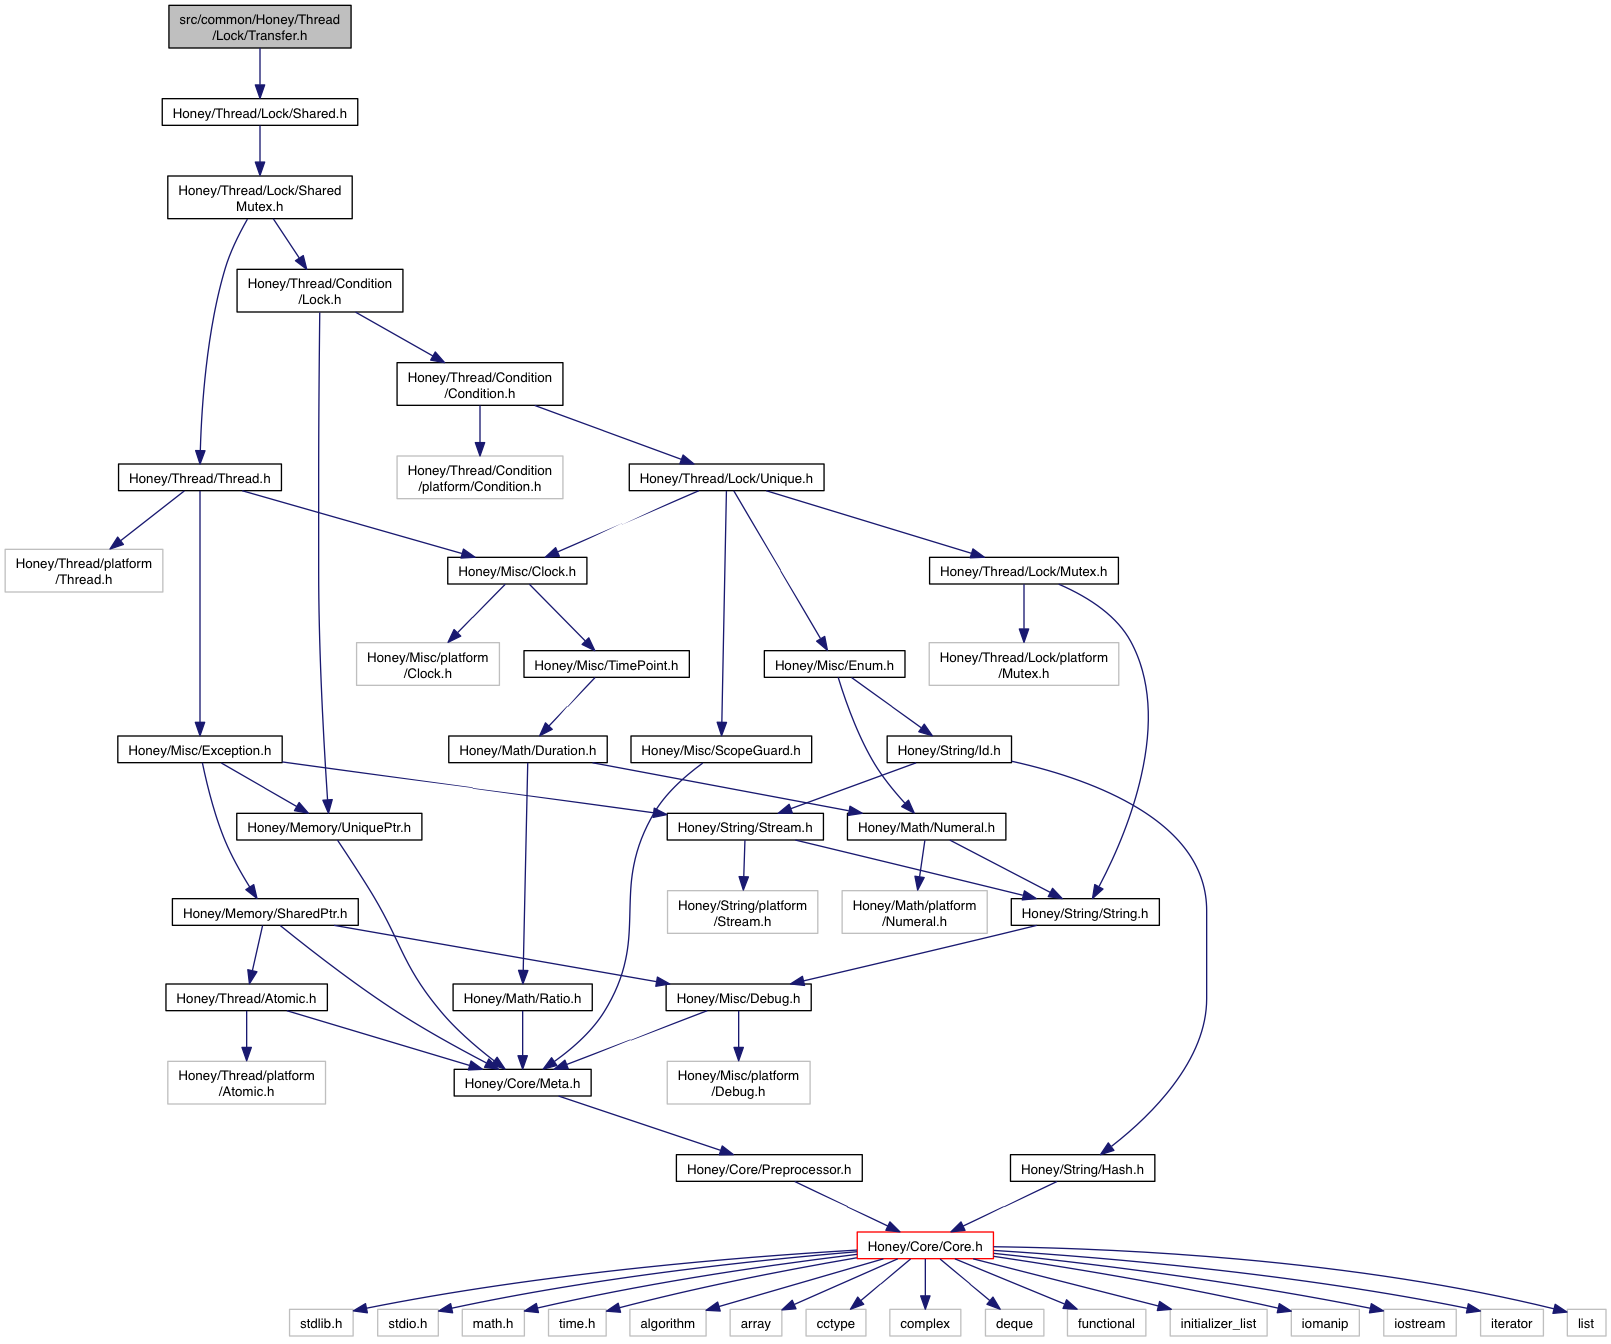 src/common/Honey/Thread
/Lock/Transfer.h
Honey/Thread/Lock/Shared.h
Honey/Thread/Lock/Shared
Mutex.h
Honey/Thread/Condition
/Lock.h
Honey/Thread/Condition
/Condition.h
Honey/Thread/Thread.h
Honey/Thread/Condition
/platform/Condition.h
Honey/Thread/Lock/Unique.h
Honey/Thread/platform
/Thread.h
Honey/Misc/Clock.h
Honey/Thread/Lock/Mutex.h
Honey/Misc/platform
/Clock.h
Honey/Misc/TimePoint.h
Honey/Misc/Enum.h
Honey/Thread/Lock/platform
/Mutex.h
Honey/Misc/Exception.h
Honey/Math/Duration.h
Honey/Misc/ScopeGuard.h
Honey/String/Id.h
Honey/Memory/UniquePtr.h
Honey/String/Stream.h
Honey/Math/Numeral.h
Honey/Memory/SharedPtr.h
Honey/String/platform
/Stream.h
Honey/Math/platform
/Numeral.h
Honey/String/String.h
Honey/Thread/Atomic.h
Honey/Math/Ratio.h
Honey/Misc/Debug.h
Honey/Thread/platform
/Atomic.h
Honey/Core/Meta.h
Honey/Misc/platform
/Debug.h
Honey/Core/Preprocessor.h
Honey/String/Hash.h
Honey/Core/Core.h
stdlib.h
stdio.h
math.h
time.h
algorithm
array
cctype
complex
deque
functional
initializer_list
iomanip
iostream
iterator
list